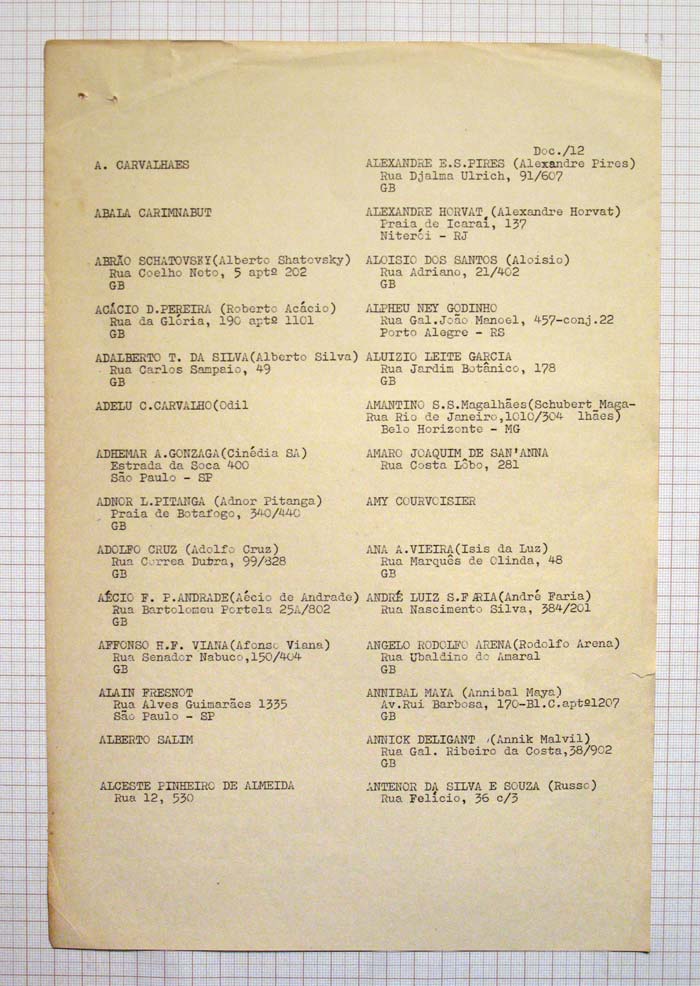 Doc./12
A. CARVALHAES
ABALA CARIMNABUT
ABRÃO SCHATOVSKY(Alberto Shatovsky)
Rua Coelho Neto, 5 aptº 202
GB
ACÁCIO D.PEREIRA (Roberto Acácio)
Rua da Glória, 190 aptº 1101
GB
ADALBERTO T. DA SILVA(Alberto Silva)
Rua Carlos Sampaio, 49
GB
ADELU C.CARVALHO(Odil
ADHEMAR A.GONZAGA(Cinédia SA)
Estrada da Soca 400
São Paulo - SP
ADNOR L.PITANGA (Adnor Pitanga)
Praia de Botafogo, 340/440
GB
ADOLFO CRUZ (Adolfo Cruz)
Rua Correa Dutra, 99/828
GB
AÉCIO F. P.ANDRADE(Aécio de Andrade)
Rua Bartolomeu Portela 25A/802
GB
AFFONSO H.F. VIANA(Afonso Viana)
Rua Senador Nabuco,150/404
GB
ALAIN FRESNOT
Rua Alves Guimarães 1335
São Paulo - SP
ALBERTO SALIM
ALCESTE PINHEIRO DE ALMEIDA
Rua 12, 530
ALEXANDRE E.S.PIRES (Alexandre Pires)
Rua Djalma Ulrich, 91/607
GB
ALEXANDRE HORVAT (Alexandre Horvat)
Praia de Icaraí, 137
Niterói - RJ
ALOISIO DOS SANTOS (Aloisio)
Rua Adriano, 21/402
GB
ALPHEU NEY GODINHO
Rua Gal.João Manoel, 457-conj.22
Porto Alegre - RS
ALUIZIO LEITE GARCIA
Rua Jardim Botânico, 178
GB
AMANTINO S.S.Magalhães(Schubert Maga-
Rua Rio de Janeiro,1010/304 lhães)
Belo Horizonte - MG
AMARO JOAQUIM DE SAN'ANNA
Rua Costa Lôbo, 281
AMY COURVOISIER
ANA A.VIEIRA(Isis da Luz)
Rua Marquês de Olinda, 48
GB
ANDRÉ LUIZ S.FARIA(André Faria)
Rua Nascimento Silva, 384/201
ANGELO RODOLFO ARENA(Rodolfo Arena)
Rua Ubaldino do Amaral
GB
ANNIBAL MAYA (Annibal Maya)
Av.Rui Barbosa, 170-Bl.C.aptº1207
GB
ANNICK DELIGANT (Annik Malvil)
Rua Gal. Ribeiro da Costa,38/902
GB
ANTENOR DA SILVA E SOUZA (Russo)
Rua Felício, 36 c/3